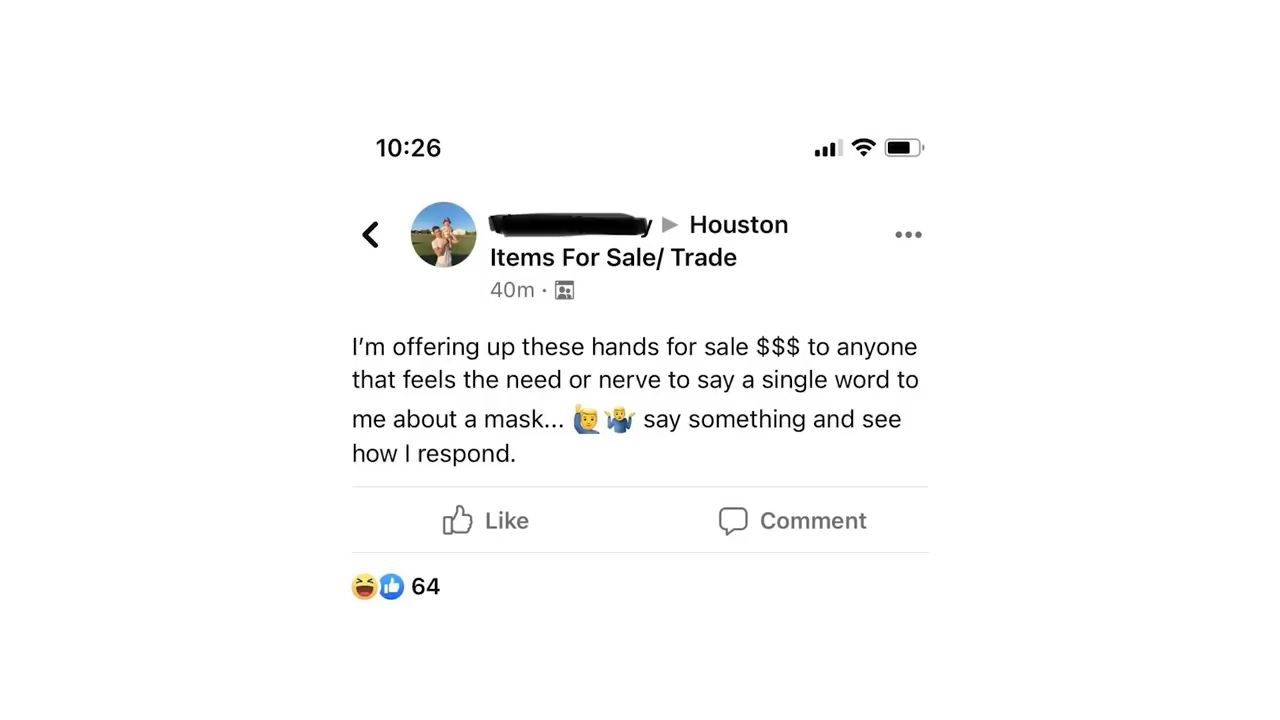 10:26
y ▶ Houston
Items For Sale/ Trade
40m ·
I'm offering up these hands for sale $$$ to anyone
that feels the need or nerve to say a single word to
me about a mask... 🙋‍♂️🤷‍♂️ say something and see
how I respond.
Like
Comment
64